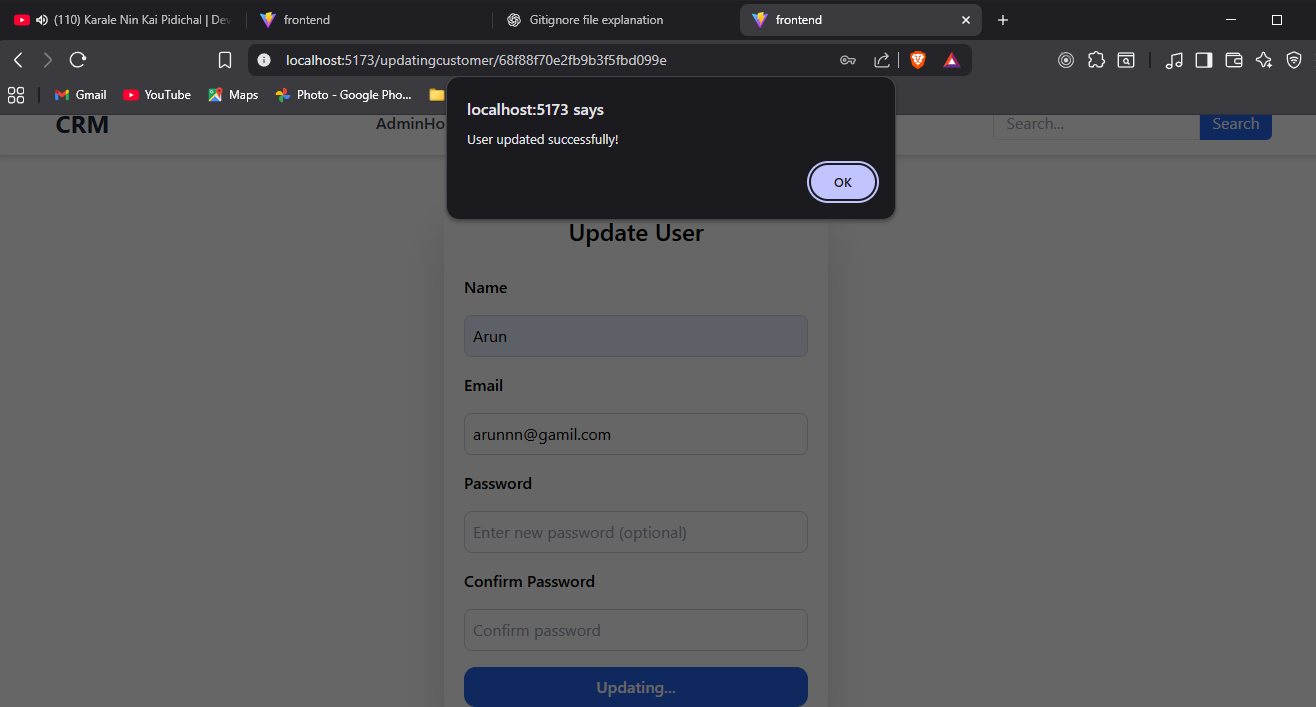 (110) Karale Nin Kai Pidichal | Dev
frontend
Gitignore file explanation
frontend
localhost:5173/updatingcustomer/68f88f70e2fb9b3f5fbd099e
Gmail
YouTube
Maps
Photo - Google Pho...
localhost:5173 says
User updated successfully!
OK
CRM
AdminHo
Search...
Search
Update User
Name
Arun
Email
arunnn@gamil.com
Password
Enter new password (optional)
Confirm Password
Confirm password
Updating...